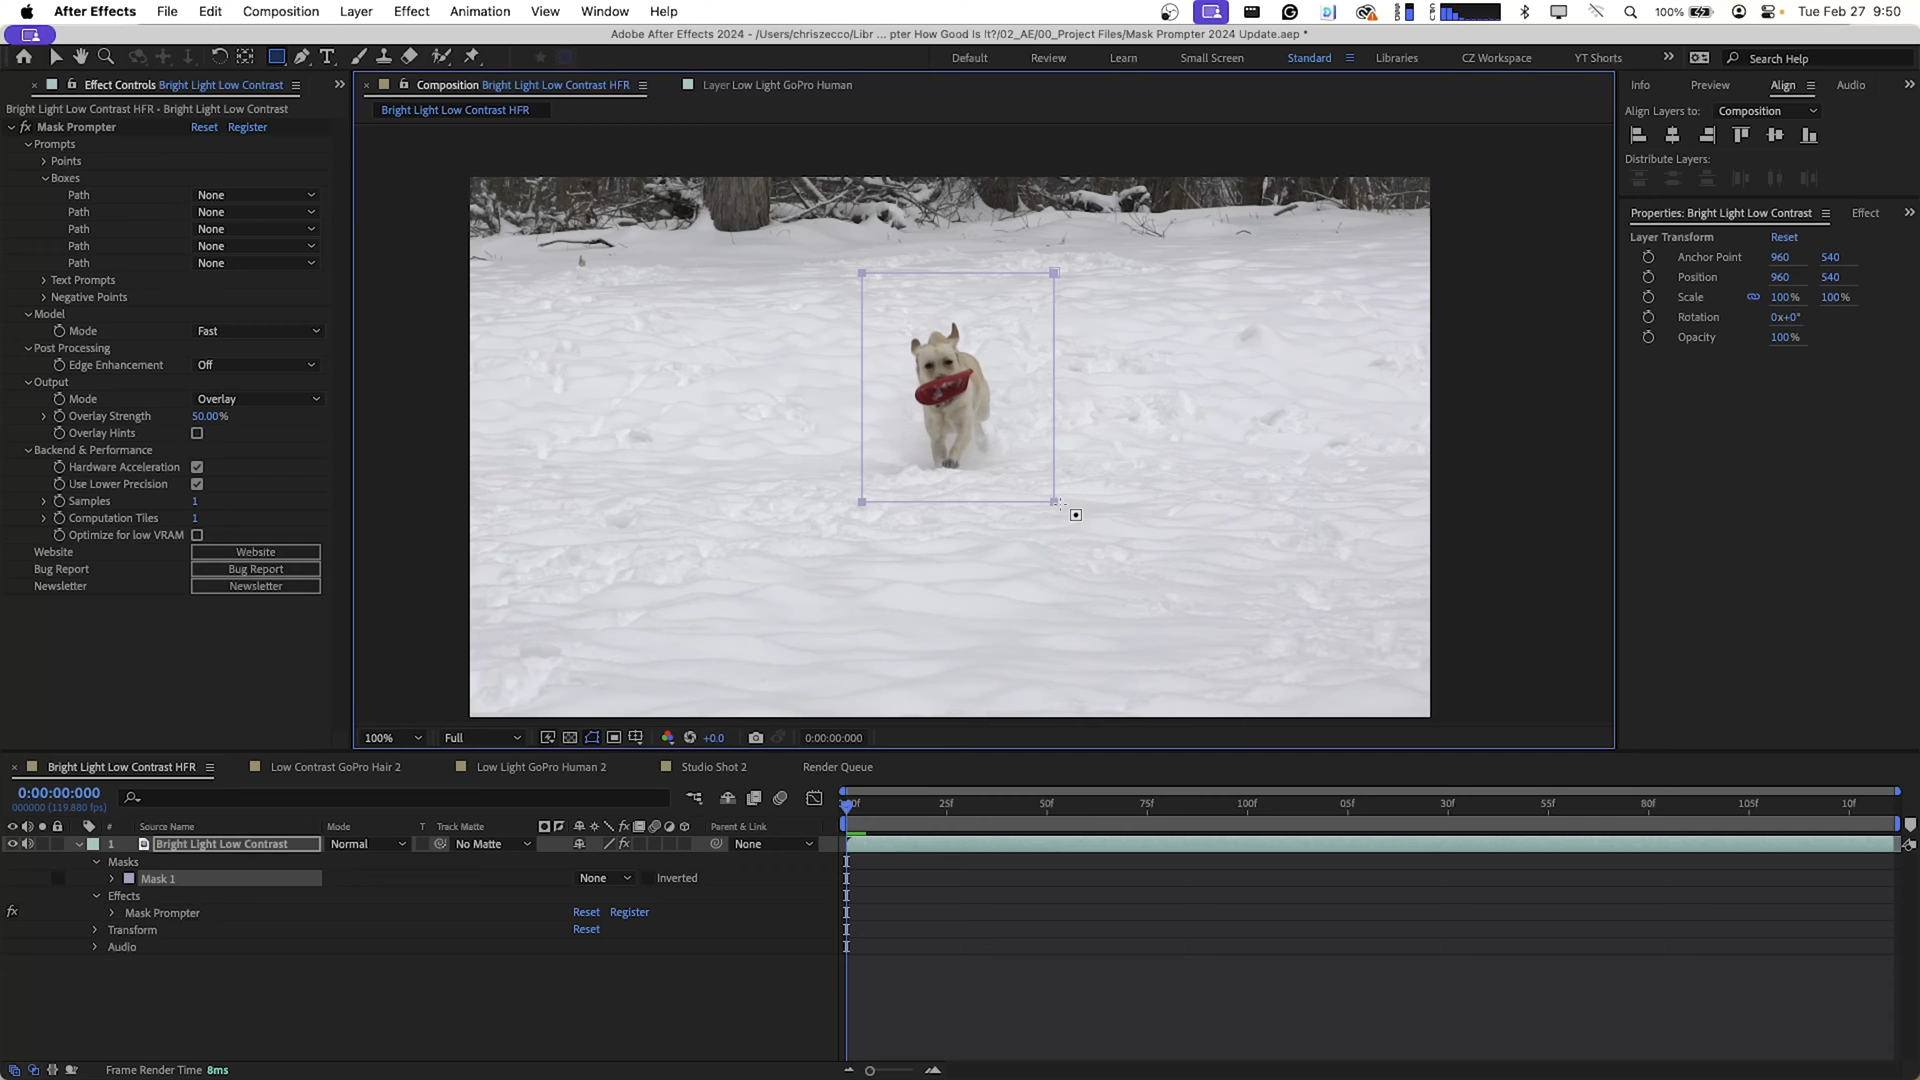 After Effects File Edit Composition Layer Effect Animation View Window Help 100% Tue Feb 27 9:50
Adobe After Effects 2024 - /Users/chriszecco/Libr ... pter How Good Is It?/02_AE/00_Project Files/Mask Prompter 2024 Update.aep *
Default Review Learn Small Screen Standard Libraries CZ Workspace YT Shorts Search Help
Effect Controls Bright Light Low Contrast
Composition Bright Light Low Contrast HFR
Layer Low Light GoPro Human
Info Preview Align Audio
Bright Light Low Contrast HFR • Bright Light Low Contrast
Bright Light Low Contrast HFR
Align Layers to: Composition
fx Mask Prompter Reset Register
Prompts
Points
Distribute Layers:
Boxes
Path None
Path None
Path None
Path None
Path None
Properties: Bright Light Low Contrast Effect
Layer Transform Reset
Anchor Point 960 540
Position 960 540
Scale 100% 100%
Rotation 0x+0°
Opacity 100%
Text Prompts
Negative Points
Model
Mode Fast
Post Processing
Edge Enhancement Off
Output
Mode Overlay
Overlay Strength 50.00%
Overlay Hints
Backend & Performance
Hardware Acceleration
Use Lower Precision
Samples 1
Computation Tiles 1
Optimize for low VRAM
Website Website
Bug Report Bug Report
Newsletter Newsletter
100% Full +0.0 0:00:00:000
Bright Light Low Contrast HFR Low Contrast GoPro Hair 2 Low Light GoPro Human 2 Studio Shot 2 Render Queue
0:00:00:000
000000 (119.880 fps)
25f 50f 75f 100f 05f 30f 55f 80f 105f 10f
# Source Name Mode T Track Matte fx Parent & Link
1 Bright Light Low Contrast Normal No Matte fx None
Masks
Mask 1 None Inverted
Effects
fx Mask Prompter Reset Register
Transform Reset
Audio
Frame Render Time 8ms